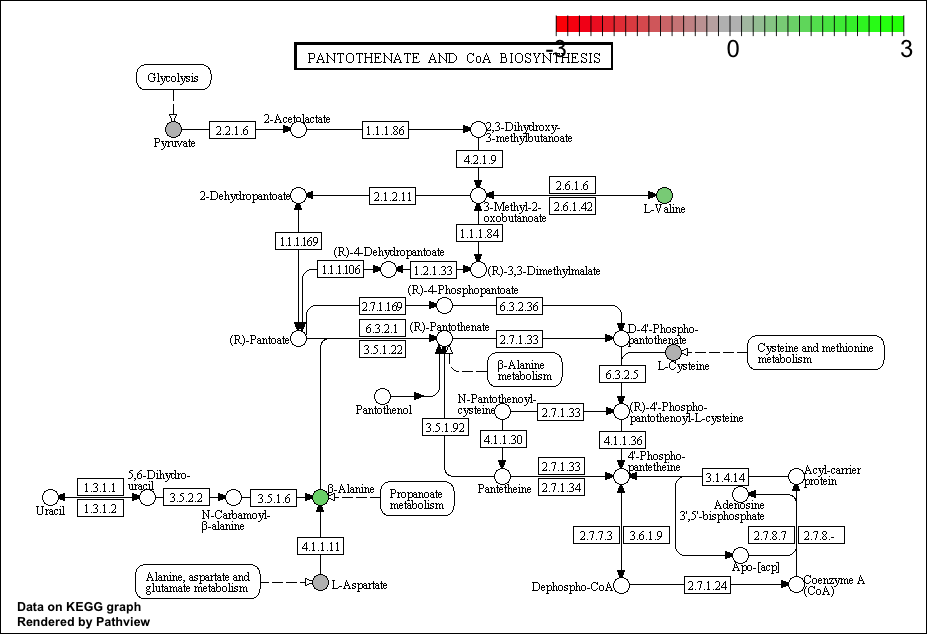 -3
0
3
PANTOTHENATE AND CoA BIOSYNTHESIS
Glycolysis
Pyruvate
2.2.1.6
2-Acetolactate
1.1.1.86
2,3-Dihydroxy-
3-methylbutanoate
4.2.1.9
2-Dehydropantoate
2.1.2.11
3-Methyl-2-
oxobutanoate
2.6.1.6
2.6.1.42
L-Valine
1.1.1.169
1.1.1.84
(R)-4-Dehydropantoate
1.1.1.106
1.2.1.33
(R)-3,3-Dimethylmalate
(R)-4-Phosphopantoate
2.7.1.169
6.3.2.36
(R)-Pantoate
6.3.2.1
3.5.1.22
(R)-Pantothenate
2.7.1.33
D-4'-Phospho-
pantothenate
β-Alanine
metabolism
L-Cysteine
Cysteine and methionine
metabolism
6.3.2.5
Pantothenol
N-Pantothenoyl-
cysteine
2.7.1.33
(R)-4'-Phospho-
pantothenoyl-L-cysteine
3.5.1.92
4.1.1.30
4.1.1.36
Pantetheine
2.7.1.33
2.7.1.34
4'-Phospho-
pantetheine
3.1.4.14
Acyl-carrier
protein
Uracil
1.3.1.1
1.3.1.2
5,6-Dihydro-
uracil
3.5.2.2
N-Carbamoyl-
β-alanine
3.5.1.6
β-Alanine
Propanoate
metabolism
Adenosine
3',5'-bisphosphate
4.1.1.11
2.7.7.3
3.6.1.9
2.7.8.7
2.7.8.-
Apo-[acp]
Alanine, aspartate and
glutamate metabolism
L-Aspartate
Dephospho-CoA
2.7.1.24
Coenzyme A
(CoA)
Data on KEGG graph
Rendered by Pathview